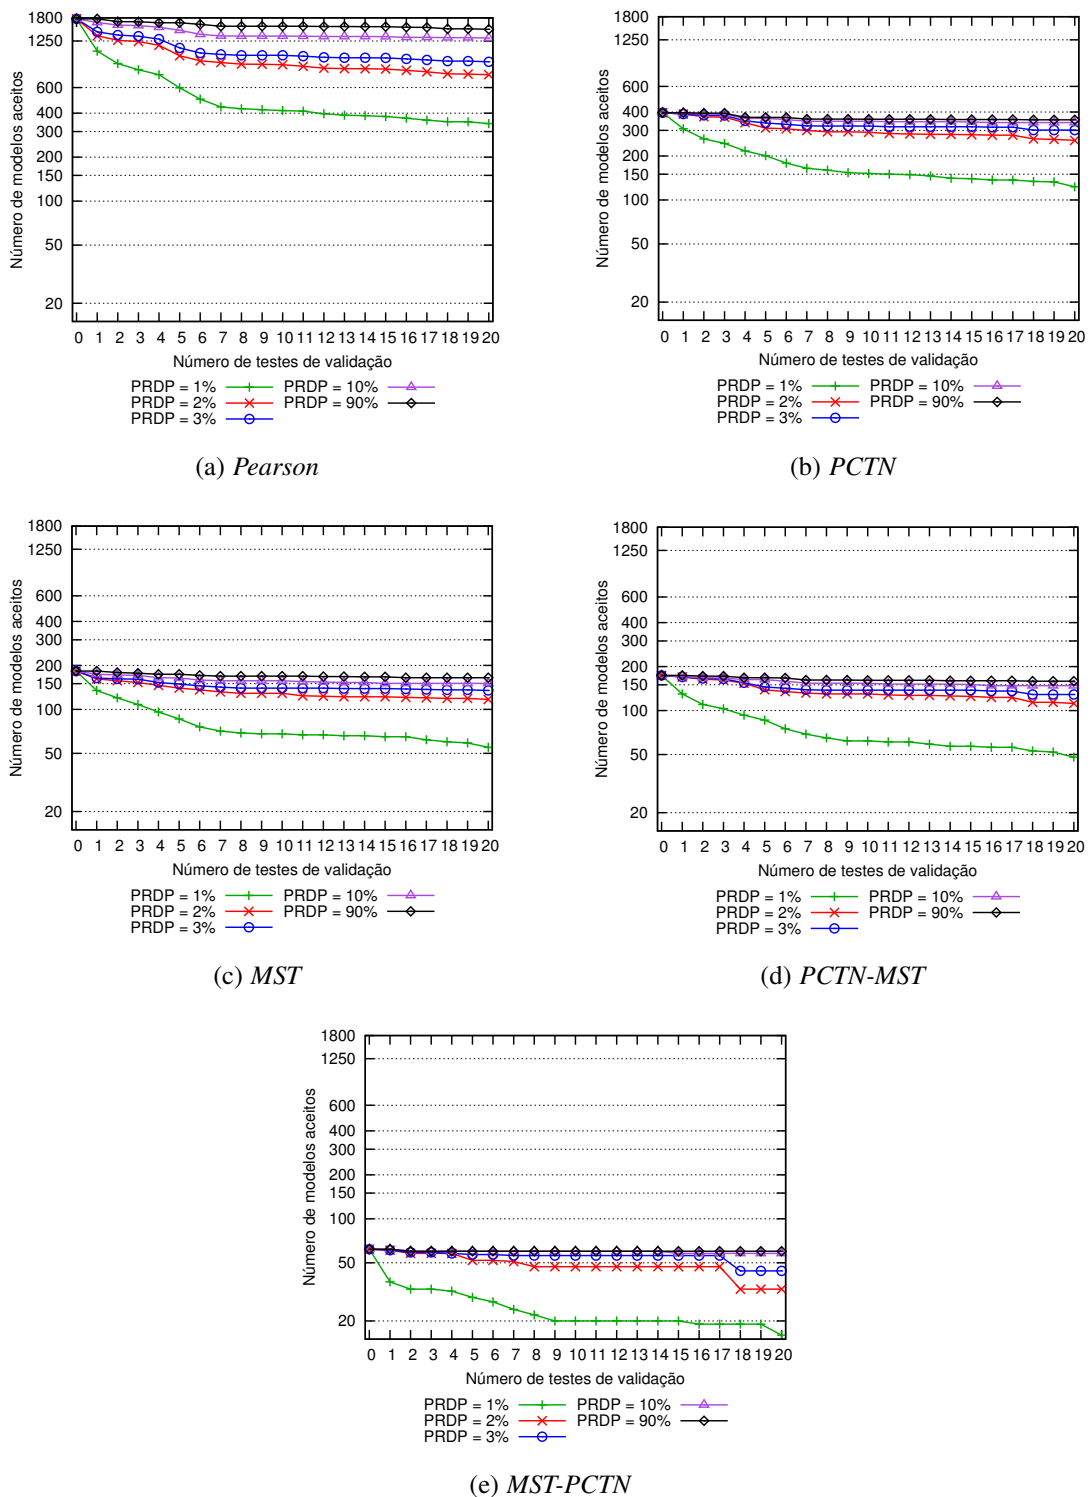 Número de modelos aceitos
1800
1250
600
400
300
200
150
100
50
20
0 1 2 3 4 5 6 7 8 9 10 11 12 13 14 15 16 17 18 19 20
Número de testes de validação
PRDP = 1% PRDP = 10%
PRDP = 2% PRDP = 90%
PRDP = 3%
(a) Pearson
Número de modelos aceitos
1800
1250
600
400
300
200
150
100
50
20
0 1 2 3 4 5 6 7 8 9 10 11 12 13 14 15 16 17 18 19 20
Número de testes de validação
PRDP = 1% PRDP = 10%
PRDP = 2% PRDP = 90%
PRDP = 3%
(b) PCTN
Número de modelos aceitos
1800
1250
600
400
300
200
150
100
50
20
0 1 2 3 4 5 6 7 8 9 10 11 12 13 14 15 16 17 18 19 20
Número de testes de validação
PRDP = 1% PRDP = 10%
PRDP = 2% PRDP = 90%
PRDP = 3%
(c) MST
Número de modelos aceitos
1800
1250
600
400
300
200
150
100
50
20
0 1 2 3 4 5 6 7 8 9 10 11 12 13 14 15 16 17 18 19 20
Número de testes de validação
PRDP = 1% PRDP = 10%
PRDP = 2% PRDP = 90%
PRDP = 3%
(d) PCTN-MST
Número de modelos aceitos
1800
1250
600
400
300
200
150
100
50
20
0 1 2 3 4 5 6 7 8 9 10 11 12 13 14 15 16 17 18 19 20
Número de testes de validação
PRDP = 1% PRDP = 10%
PRDP = 2% PRDP = 90%
PRDP = 3%
(e) MST-PCTN